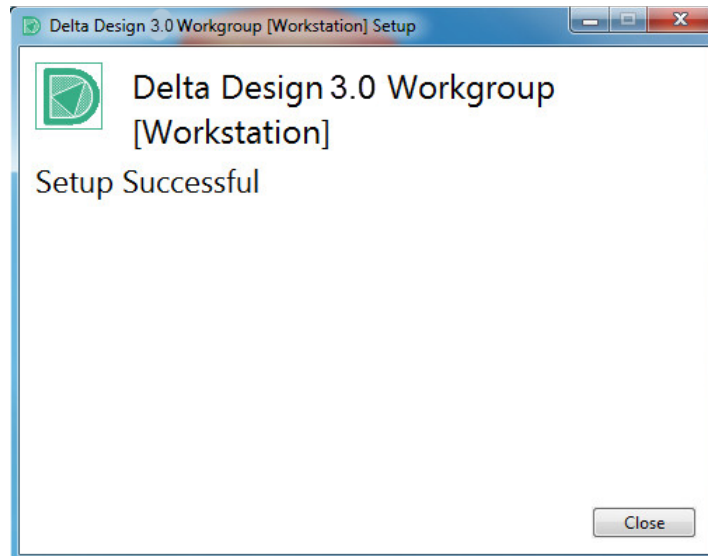 Delta Design 3.0 Workgroup [Workstation] Setup
Delta Design 3.0 Workgroup
[Workstation]
Setup Successful
Close